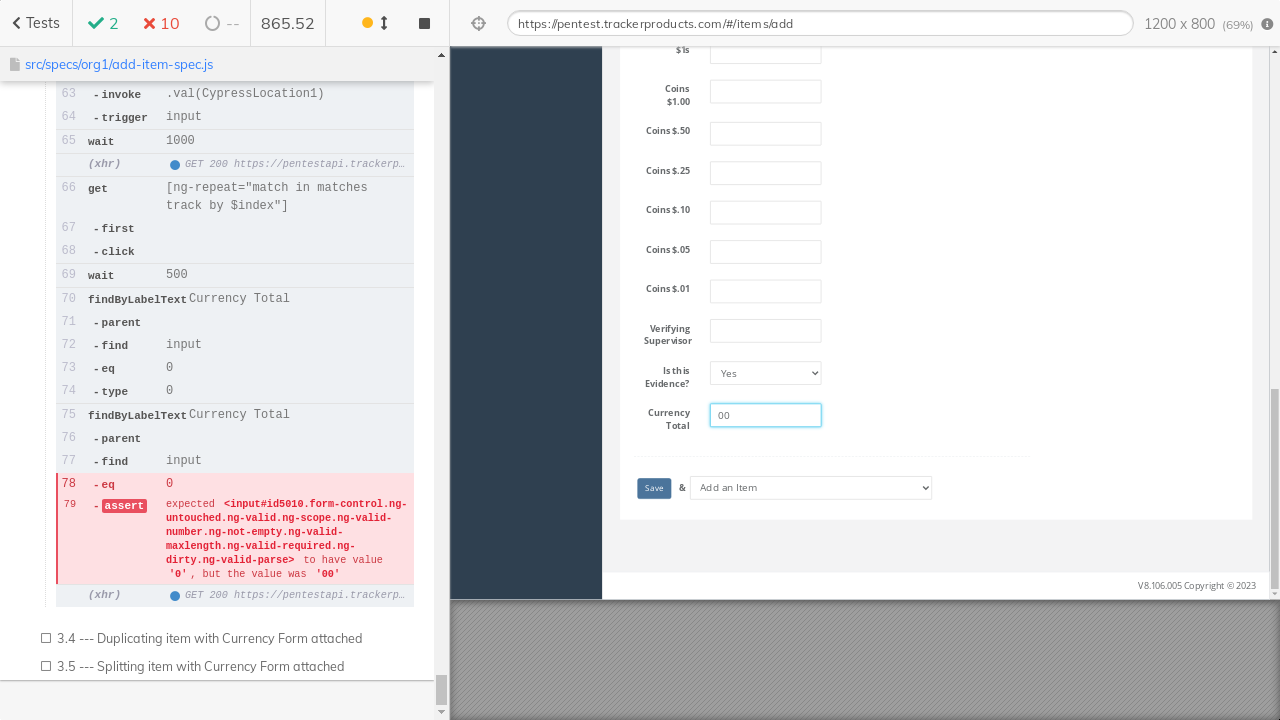 Tests
2
10
--
865.52
https://pentest.trackerproducts.com/#/items/add
1200 x 800 (69%)
src/specs/org1/add-item-spec.js
63 - invoke .val(CypressLocation1)
64 - trigger input
65 wait 1000
(xhr) GET 200 https://pentestapi.trackerp...
66 get [ng-repeat="match in matches
track by $index"]
67 - first
68 - click
69 wait 500
70 findByLabelText Currency Total
71 - parent
72 - find input
73 - eq 0
74 - type 0
75 findByLabelText Currency Total
76 - parent
77 - find input
78 - eq 0
79 - assert expected <input#id5010.form-control.ng-
untouched.ng-valid.ng-scope.ng-valid-
number.ng-not-empty.ng-valid-
maxlength.ng-valid-required.ng-
dirty.ng-valid-parse> to have value
'0', but the value was '00'
(xhr) GET 200 https://pentestapi.trackerp...
3.4 --- Duplicating item with Currency Form attached
3.5 --- Splitting item with Currency Form attached
$1s
Coins
$1.00
Coins $.50
Coins $.25
Coins $.10
Coins $.05
Coins $.01
Verifying
Supervisor
Is this
Evidence?
Yes
Currency
Total
00
Save & Add an Item
V8.106.005 Copyright © 2023